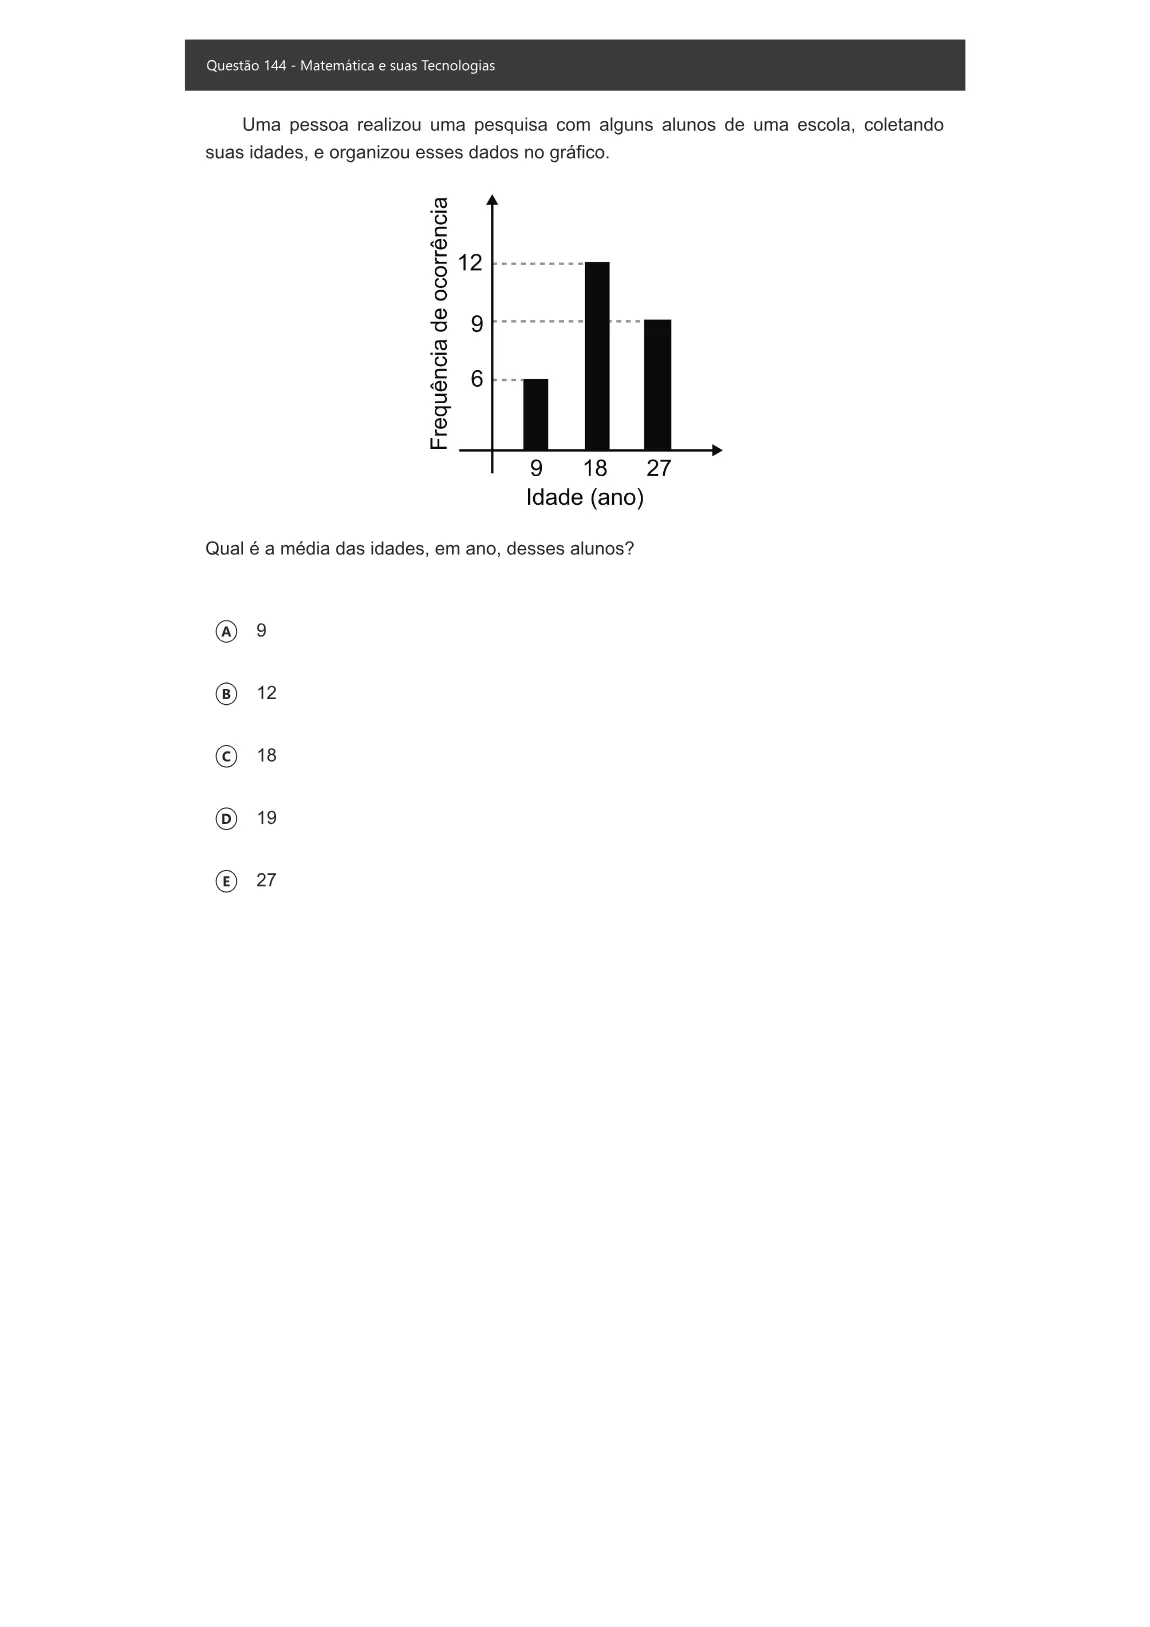 Questão 144 - Matemática e suas Tecnologias
Uma pessoa realizou uma pesquisa com alguns alunos de uma escola, coletando
suas idades, e organizou esses dados no gráfico.
Frequência de ocorrência
12
9
6
9 18 27
Idade (ano)
Qual é a média das idades, em ano, desses alunos?
A 9
B 12
C 18
D 19
E 27